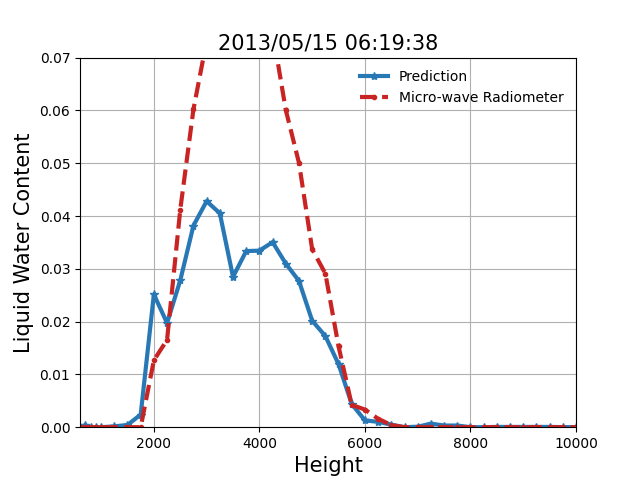 2013/05/15 06:19:38
0.07
0.06
0.05
0.04
0.03
0.02
0.01
0.00
Liquid Water Content
Prediction
Micro-wave Radiometer
2000 4000 6000 8000 10000
Height